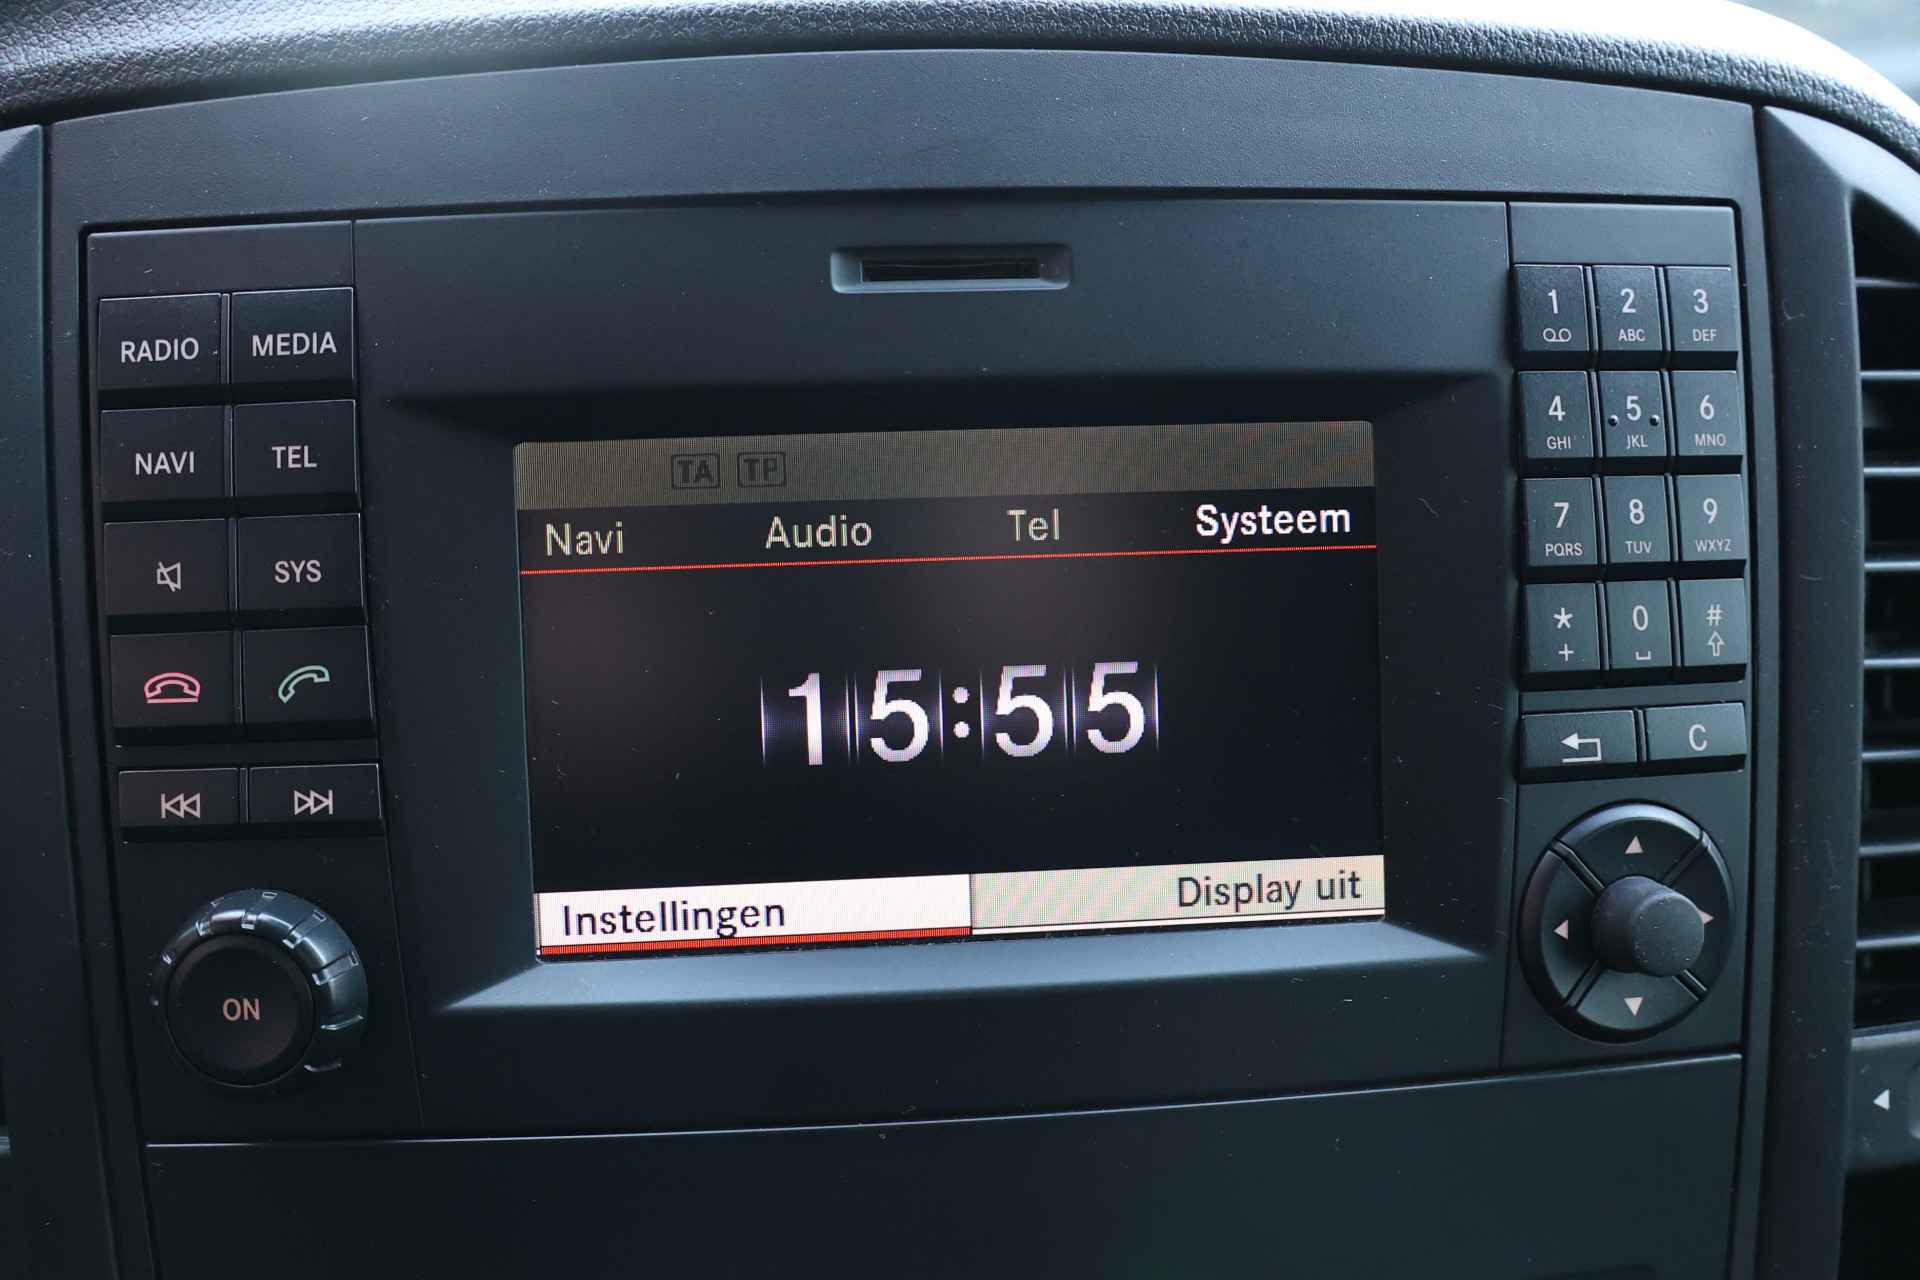 RADIO MEDIA
NAVI TEL
SYS
ON
TA TP
Navi Audio Tel Systeem
15:55
Instellingen Display uit
1 2 3
ABC DEF
4 5 6
GHI JKL MNO
7 8 9
PQRS TUV WXYZ
* 0 #
+
C